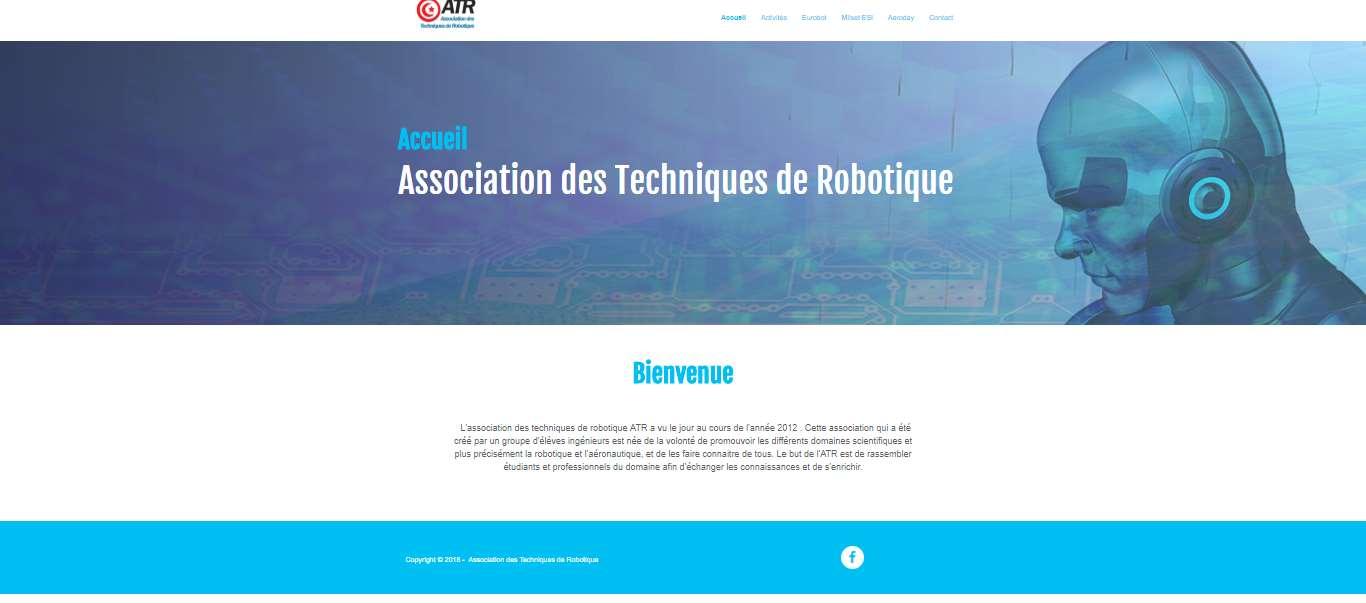 ATR
Association des
Techniques de Robotique
Accueil Activités Eurobot Milset ESI Aeroday Contact
Accueil
Association des Techniques de Robotique
Bienvenue
L'association des techniques de robotique ATR a vu le jour au cours de l'année 2012 . Cette association qui a été
créé par un groupe d'élèves ingénieurs est née de la volonté de promouvoir les différents domaines scientifiques et
plus précisément la robotique et l'aéronautique, et de les faire connaitre de tous. Le but de l'ATR est de rassembler
étudiants et professionnels du domaine afin d'échanger les connaissances et de s'enrichir.
Copyright © 2018 - Association des Techniques de Robotique
f